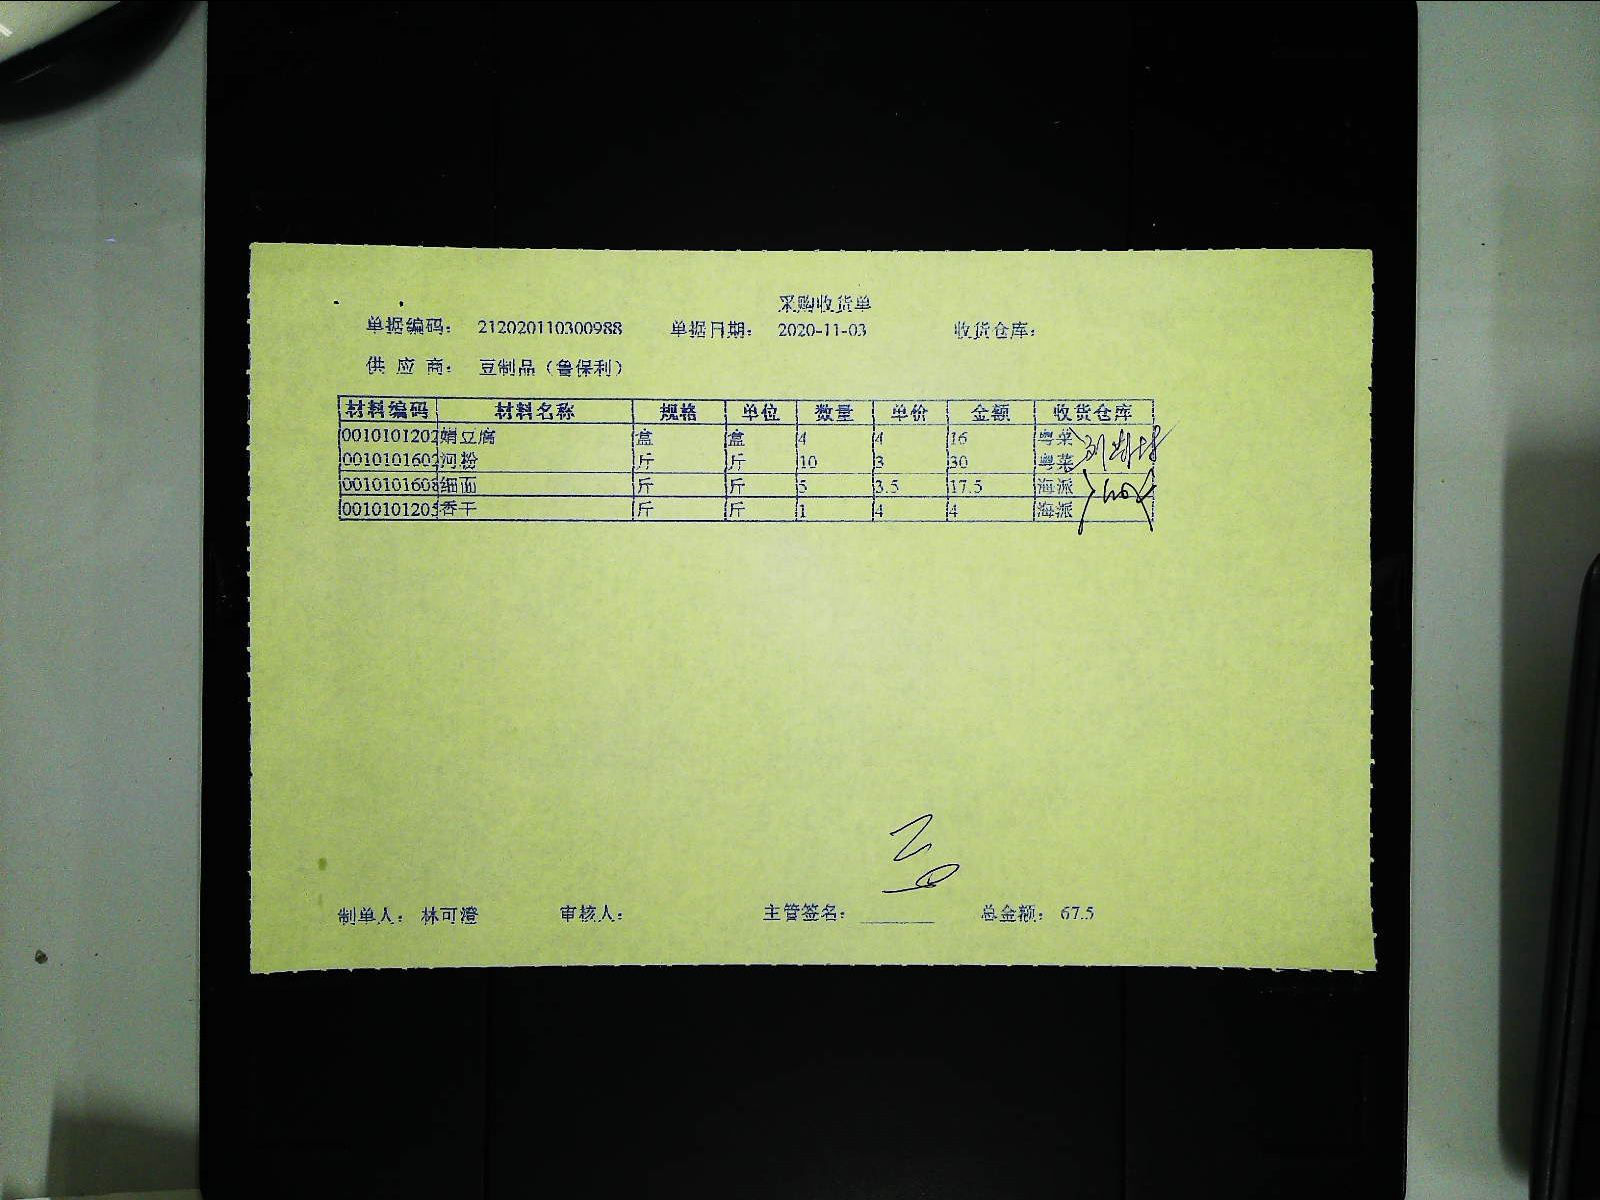 采购收货单
单据编码: 212020110300988 单据日期: 2020-11-03 收货仓库:
供 应 商: 豆制品（鲁保利）
材料编码 材料名称 规格 单位 数量 单价 金额 收货仓库
0010101202 娟豆腐 盒 盒 4 4 16 粤菜
0010101602 河粉 斤 斤 10 3 30 粤菜
0010101608 细面 斤 斤 5 3.5 17.5 海派
0010101205 香干 斤 斤 1 4 4 海派
制单人: 林可澄 审核人: 主管签名: 总金额: 67.5